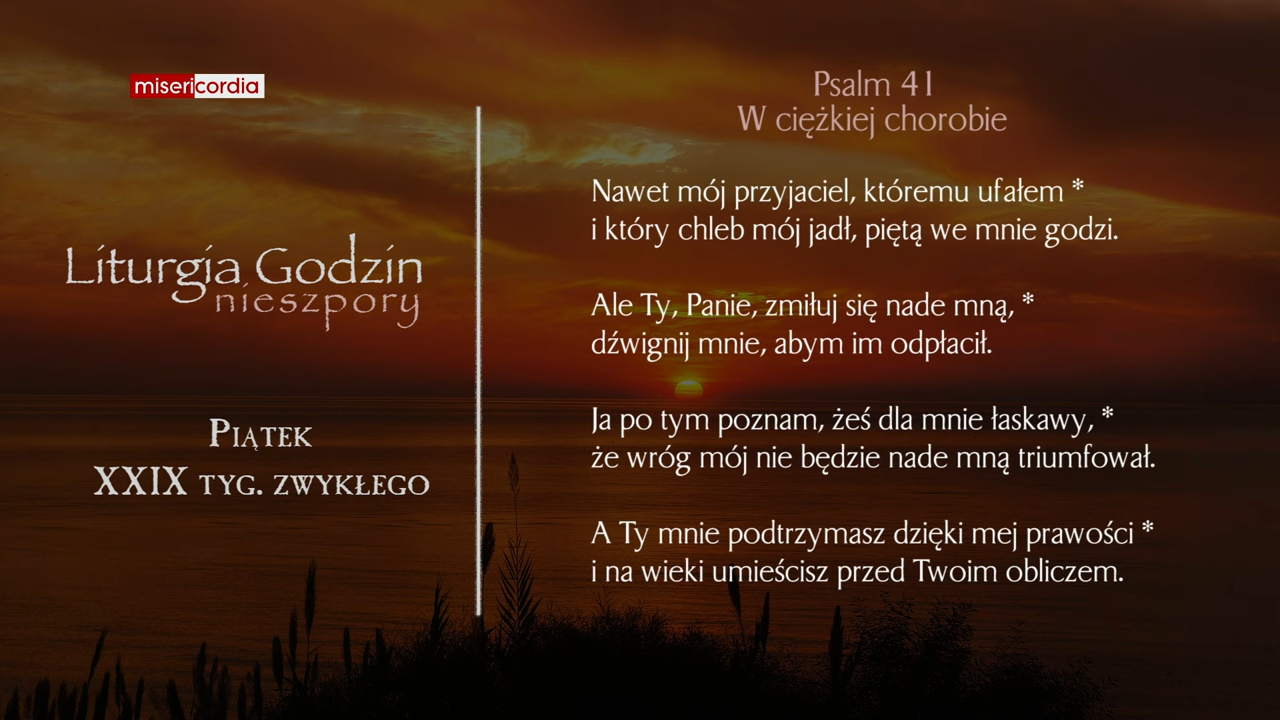 misericordia
Liturgia Godzin
nieszpory
Piątek
XXIX tyg. zwykłego
Psalm 41
W ciężkiej chorobie
Nawet mój przyjaciel, któremu ufałem *
i który chleb mój jadł, piętą we mnie godzi.
Ale Ty, Panie, zmiłuj się nade mną, *
dźwignij mnie, abym im odpłacił.
Ja po tym poznam, żeś dla mnie łaskawy, *
że wróg mój nie będzie nade mną triumfował.
A Ty mnie podtrzymasz dzięki mej prawości *
i na wieki umieścisz przed Twoim obliczem.